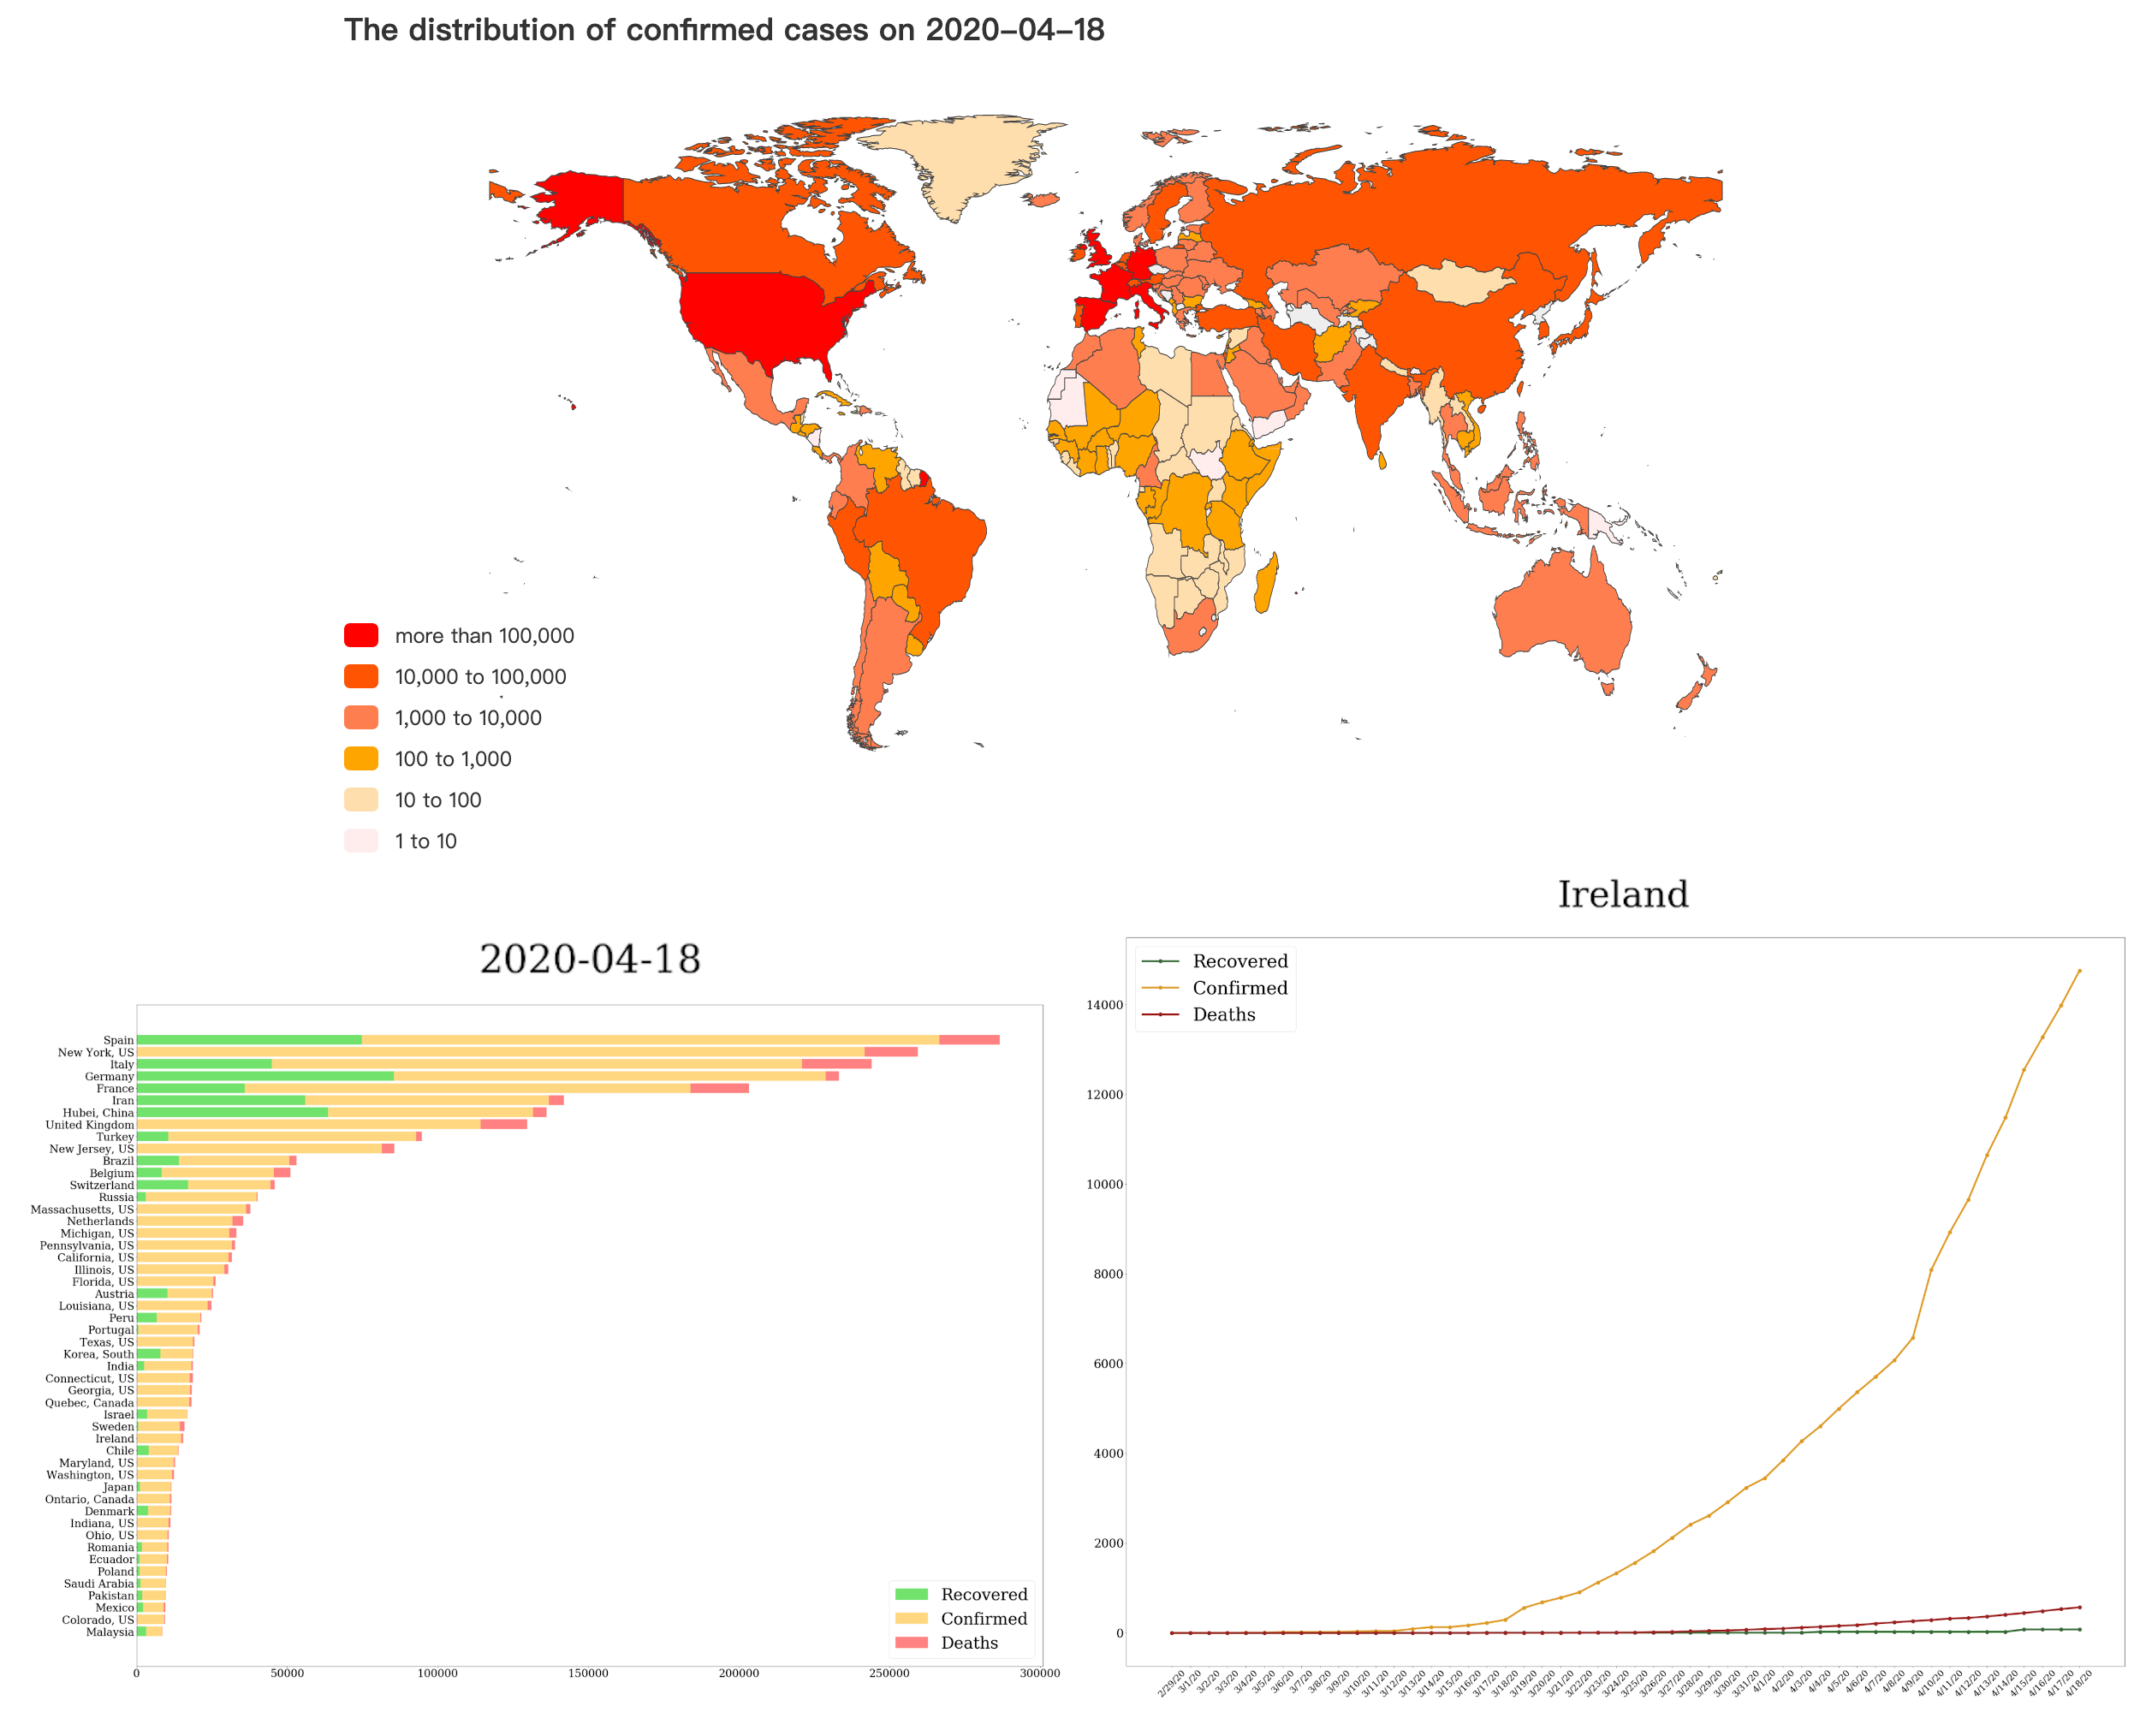 The distribution of confirmed cases on 2020-04-18
more than 100,000
10,000 to 100,000
1,000 to 10,000
100 to 1,000
10 to 100
1 to 10
2020-04-18
Spain
New York, US
Italy
Germany
France
Iran
Hubei, China
United Kingdom
Turkey
New Jersey, US
Brazil
Belgium
Switzerland
Russia
Massachusetts, US
Netherlands
Michigan, US
Pennsylvania, US
California, US
Illinois, US
Florida, US
Austria
Louisiana, US
Peru
Portugal
Texas, US
Korea, South
India
Connecticut, US
Georgia, US
Quebec, Canada
Israel
Sweden
Ireland
Chile
Maryland, US
Washington, US
Japan
Ontario, Canada
Denmark
Indiana, US
Ohio, US
Romania
Ecuador
Poland
Saudi Arabia
Pakistan
Mexico
Colorado, US
Malaysia
0 50000 100000 150000 200000 250000 300000
Recovered
Confirmed
Deaths
Ireland
Recovered
Confirmed
Deaths
14000
12000
10000
8000
6000
4000
2000
0
2/29/20 3/1/20 3/2/20 3/3/20 3/4/20 3/5/20 3/6/20 3/7/20 3/8/20 3/9/20 3/10/20 3/11/20 3/12/20 3/13/20 3/14/20 3/15/20 3/16/20 3/17/20 3/18/20 3/19/20 3/20/20 3/21/20 3/22/20 3/23/20 3/24/20 3/25/20 3/26/20 3/27/20 3/28/20 3/29/20 3/30/20 3/31/20 4/1/20 4/2/20 4/3/20 4/4/20 4/5/20 4/6/20 4/7/20 4/8/20 4/9/20 4/10/20 4/11/20 4/12/20 4/13/20 4/14/20 4/15/20 4/16/20 4/17/20 4/18/20